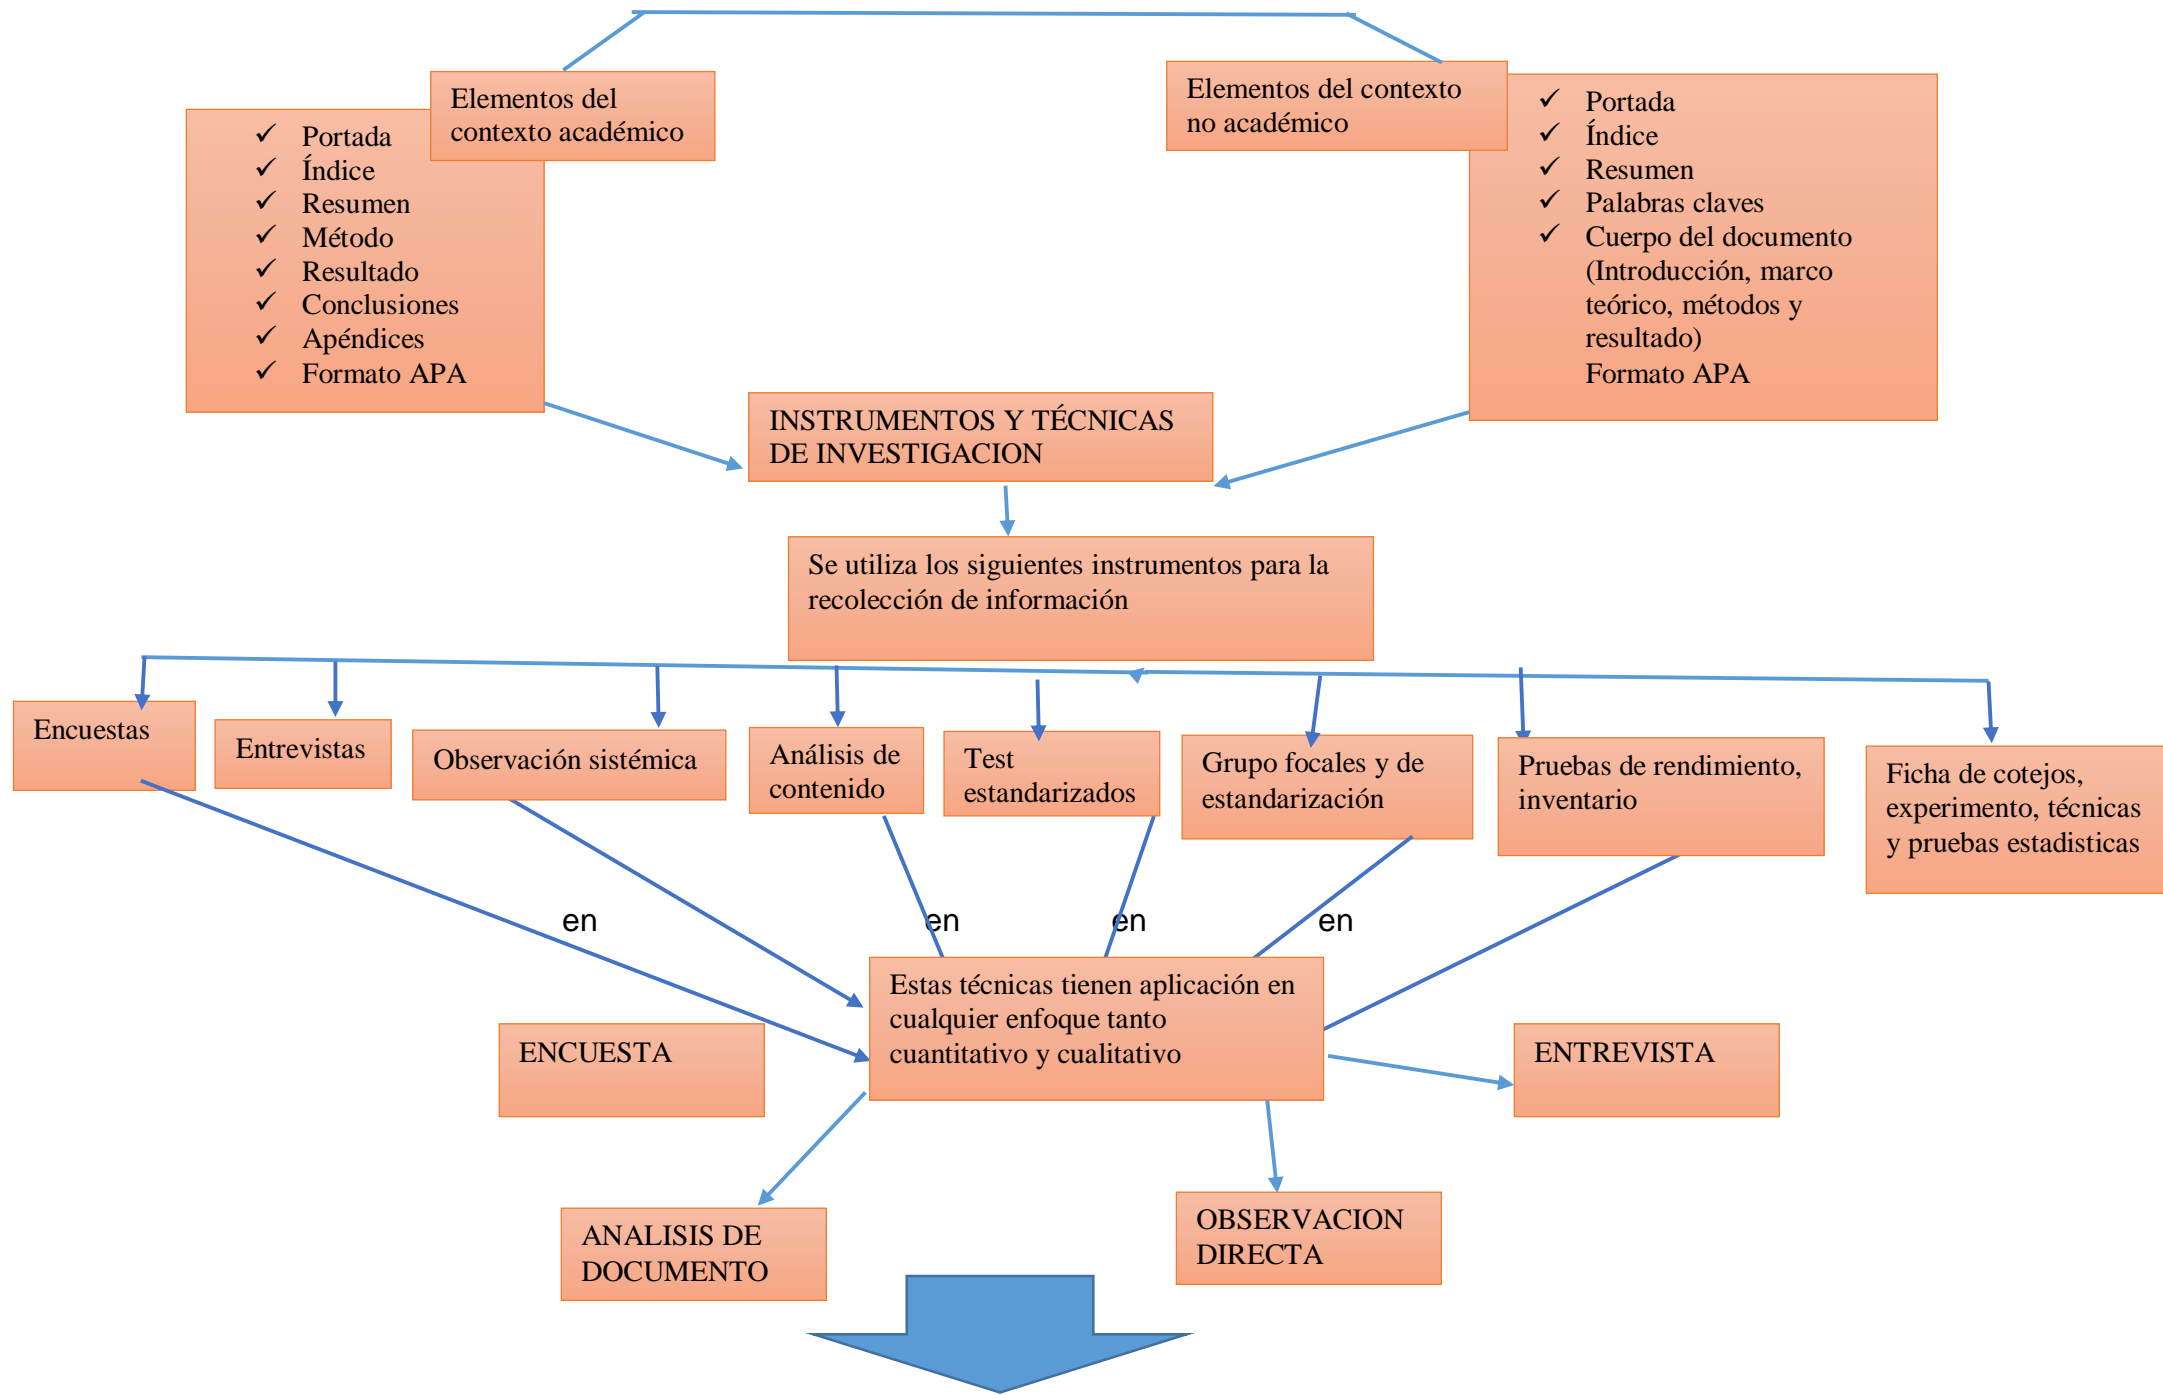 Elementos del
contexto académico
Elementos del contexto
no académico
Portada
Índice
Resumen
Método
Resultado
Conclusiones
Apéndices
Formato APA
Portada
Índice
Resumen
Palabras claves
Cuerpo del documento
(Introducción, marco
teórico, métodos y
resultado)
Formato APA
INSTRUMENTOS Y TÉCNICAS
DE INVESTIGACION
Se utiliza los siguientes instrumentos para la
recolección de información
Encuestas
Entrevistas
Observación sistémica
Análisis de
contenido
Test
estandarizados
Grupo focales y de
estandarización
Pruebas de rendimiento,
inventario
Ficha de cotejos,
experimento, técnicas
y pruebas estadisticas
en
en
en
en
Estas técnicas tienen aplicación en
cualquier enfoque tanto
cuantitativo y cualitativo
ENCUESTA
ENTREVISTA
ANALISIS DE
DOCUMENTO
OBSERVACION
DIRECTA